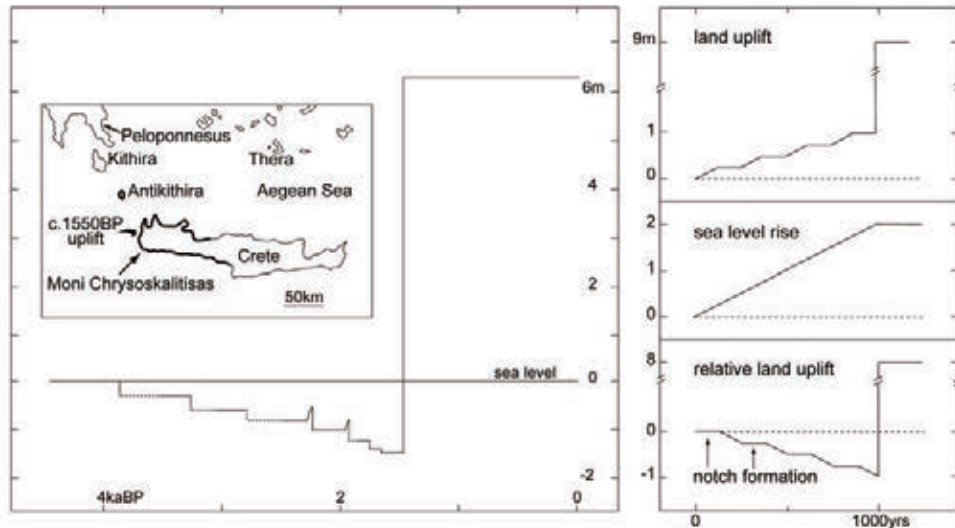 6m
4
2
sea level 0
-2
4kaBP 2 0
Peloponnesus
Kithira
Thera
Antikithira
Aegean Sea
c.1550BP
uplift
Crete
Moni Chrysoskalitisas
50km
land uplift
9m
1
0
sea level rise
2
1
0
relative land uplift
8
0
-1
notch formation
0 1000yrs